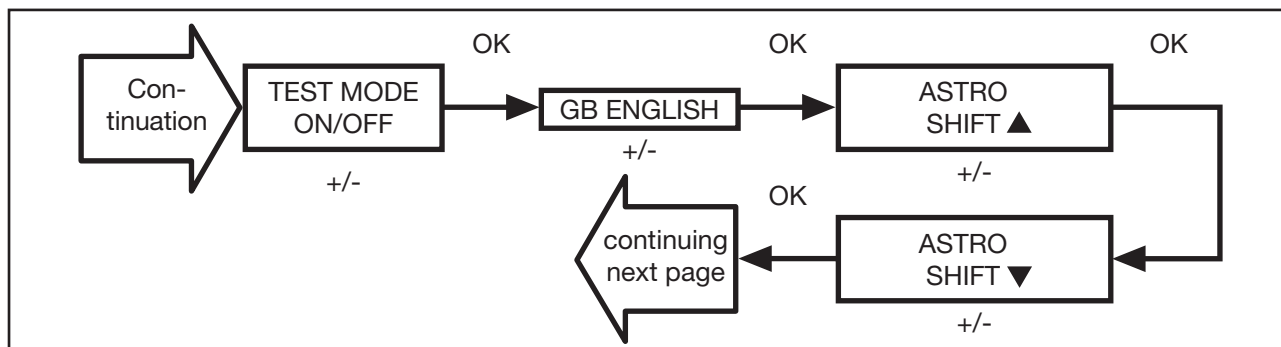 OK
OK
OK
Con-
tinuation
TEST MODE
ON/OFF
+/-
GB ENGLISH
+/-
ASTRO
SHIFT ▲
+/-
OK
ASTRO
SHIFT ▼
+/-
continuing
next page